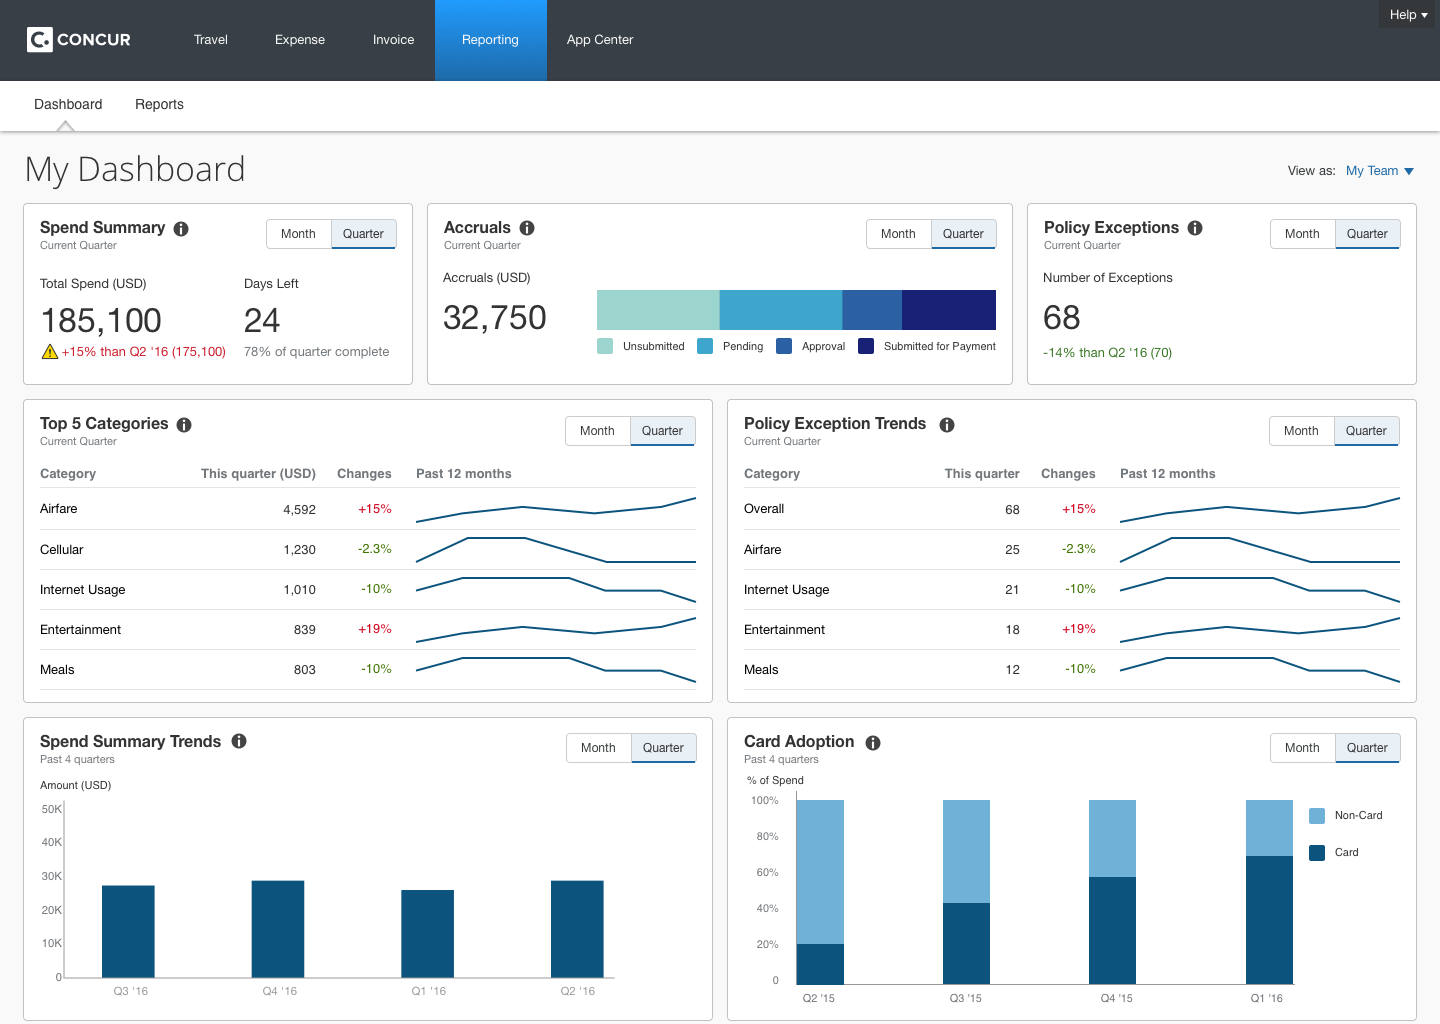 CONCUR
Travel
Expense
Invoice
Reporting
App Center
Help
Dashboard
Reports
My Dashboard
View as: My Team
Spend Summary
Current Quarter
Month
Quarter
Total Spend (USD)
Days Left
185,100
24
+15% than Q2 '16 (175,100)
78% of quarter complete
Accruals
Current Quarter
Month
Quarter
Accruals (USD)
32,750
Unsubmitted
Pending
Approval
Submitted for Payment
Policy Exceptions
Current Quarter
Month
Quarter
Number of Exceptions
68
-14% than Q2 '16 (70)
Top 5 Categories
Current Quarter
Month
Quarter
Category This quarter (USD) Changes Past 12 months
Airfare 4,592 +15%
Cellular 1,230 -2.3%
Internet Usage 1,010 -10%
Entertainment 839 +19%
Meals 803 -10%
Policy Exception Trends
Current Quarter
Month
Quarter
Category This quarter Changes Past 12 months
Overall 68 +15%
Airfare 25 -2.3%
Internet Usage 21 -10%
Entertainment 18 +19%
Meals 12 -10%
Spend Summary Trends
Past 4 quarters
Month
Quarter
Amount (USD)
50K
40K
30K
20K
10K
0
Q3 '16
Q4 '16
Q1 '16
Q2 '16
Card Adoption
Past 4 quarters
Month
Quarter
% of Spend
100%
80%
60%
40%
20%
0
Q2 '15
Q3 '15
Q4 '15
Q1 '16
Non-Card
Card